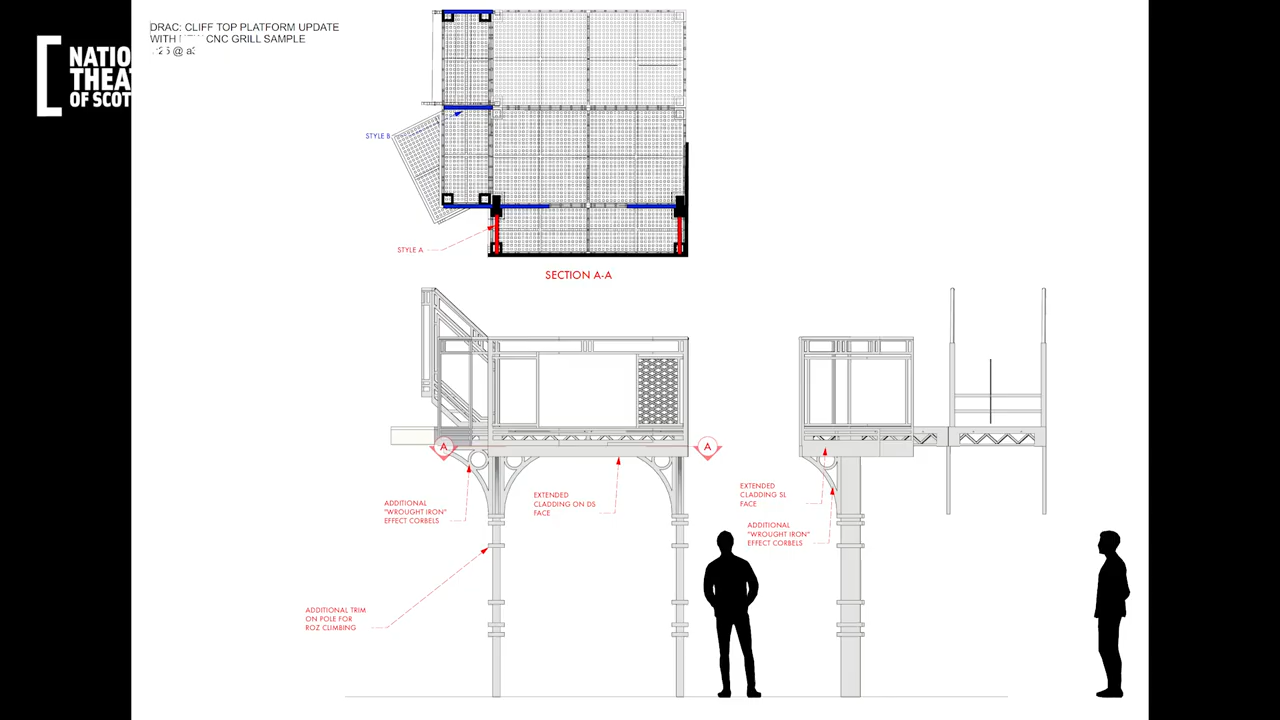 DRAC: CLIFF TOP PLATFORM UPDATE
CNC GRILL SAMPLE
@
NATIO
THEAT
OF SCOT
STYLE B
STYLE A
SECTION A-A
A
A
ADDITIONAL
"WROUGHT IRON"
EFFECT CORBELS
EXTENDED
CLADDING ON DS
FACE
EXTENDED
CLADDING SL
FACE
ADDITIONAL
"WROUGHT IRON"
EFFECT CORBELS
ADDITIONAL TRIM
ON POLE FOR
ROZ CLIMBING